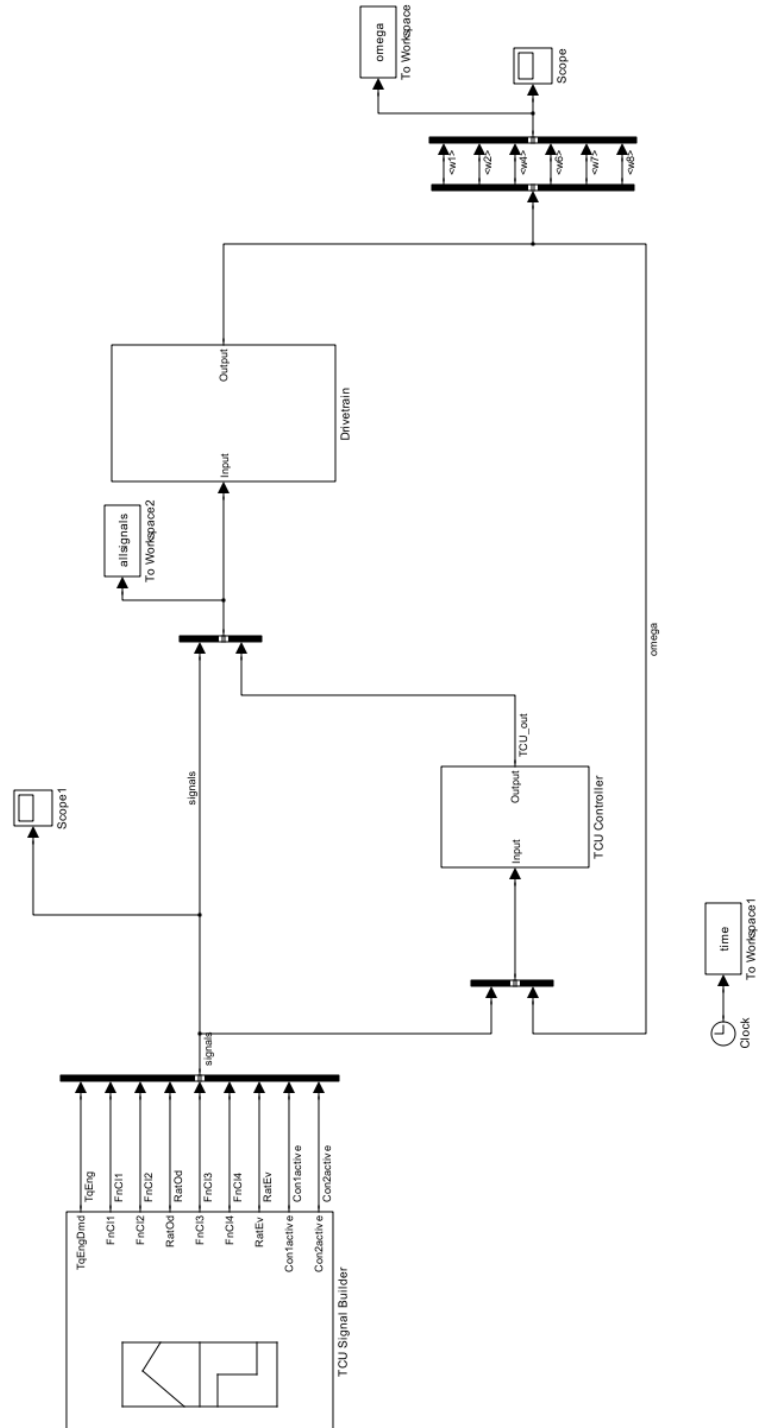 TCU Signal Builder
TqEngDmd
FnCl1
FnCl2
RatOd
FnCl3
FnCl4
RatEv
Con1active
Con2active
TqEng
FnCl1
FnCl2
RatOd
FnCl3
FnCl4
RatEv
Con1active
Con2active
signals
Scope1
signals
Clock
time
To Workspace1
Input
Output
TCU Controller
TCU_out
allsignals
To Workspace2
Input
Output
Drivetrain
omega
<w1>
<w2>
<w4>
<w6>
<w7>
<w8>
omega
To Workspace
Scope